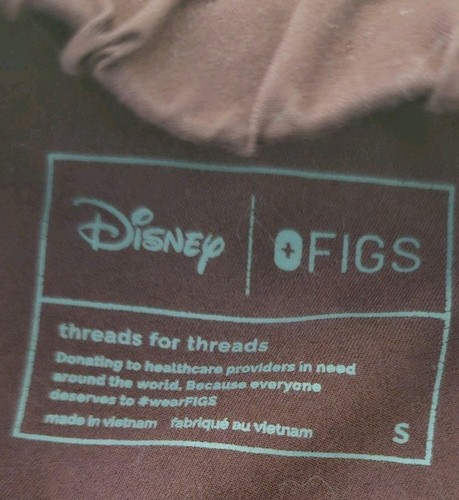 Disney FIGS
threads for threads
Donating to healthcare providers in need
around the world. Because everyone
deserves to #wearFIGS
made in vietnam fabriqué au vietnam S